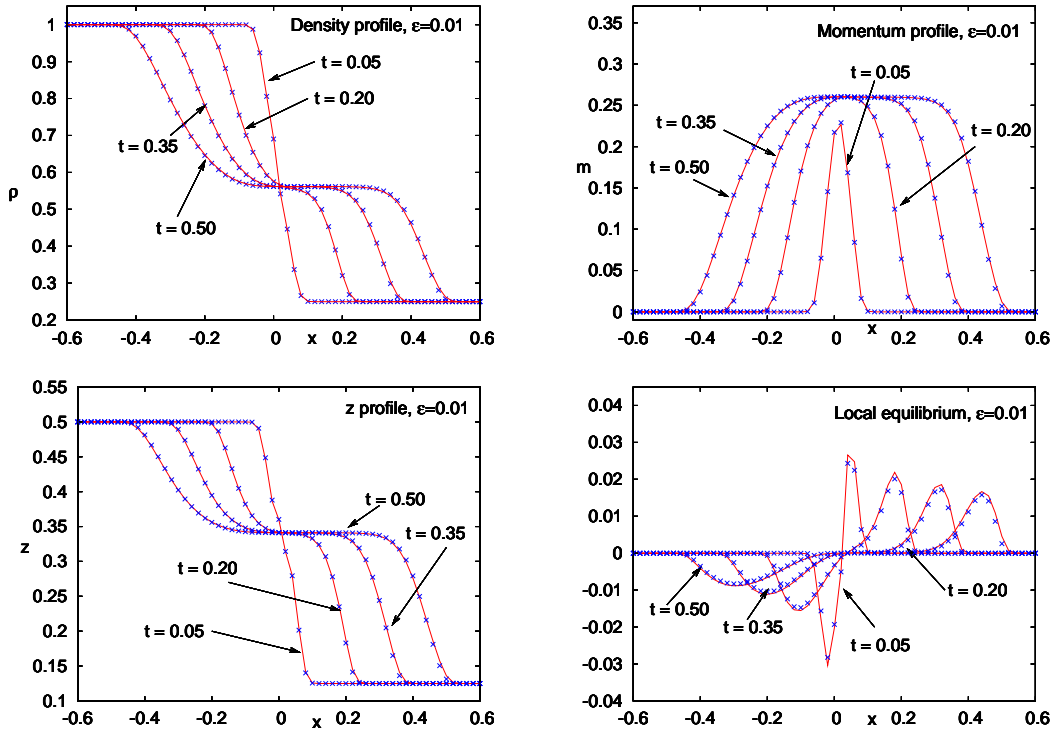 Density profile, ε=0.01
1
0.9
0.8
0.7
0.6
0.5
0.4
0.3
0.2
ρ
t = 0.05
t = 0.20
t = 0.35
t = 0.50
-0.6 -0.4 -0.2 0 x 0.2 0.4 0.6
Momentum profile, ε=0.01
0.35
0.3
0.25
0.2
0.15
0.1
0.05
0
m
t = 0.05
t = 0.35
t = 0.20
t = 0.50
-0.6 -0.4 -0.2 0 x 0.2 0.4 0.6
z profile, ε=0.01
0.55
0.5
0.45
0.4
0.35
0.3
0.25
0.2
0.15
0.1
z
t = 0.50
t = 0.35
t = 0.20
t = 0.05
-0.6 -0.4 -0.2 0 x 0.2 0.4 0.6
Local equilibrium, ε=0.01
0.04
0.03
0.02
0.01
0
-0.01
-0.02
-0.03
-0.04
t = 0.20
t = 0.50
t = 0.35
t = 0.05
-0.6 -0.4 -0.2 0 x 0.2 0.4 0.6